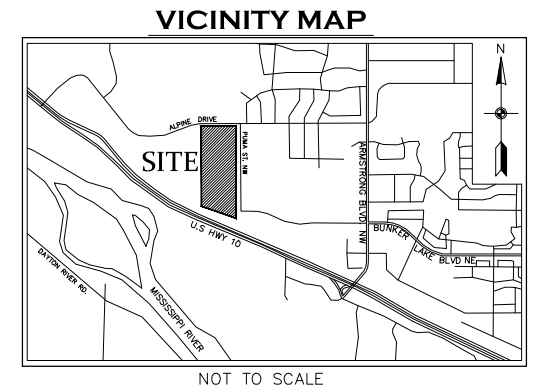 VICINITY MAP
N
ALPINE DRIVE
PUMA ST. NW
SITE
ARMSTRONG BLVD NW
U.S HWY 10
BUNKER LAKE BLVD NE
DAYTON RIVER RD.
MISSISSIPPI RIVER
NOT TO SCALE